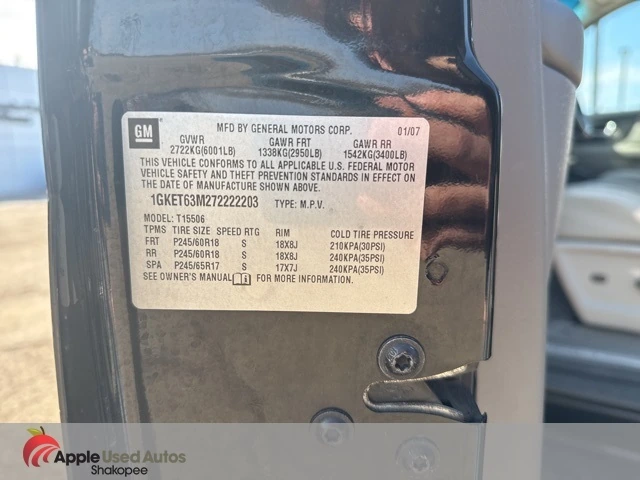 GM
MFD BY GENERAL MOTORS CORP. 01/07
GVWR GAWR FRT GAWR RR
2722KG(6001LB) 1338KG(2950LB) 1542KG(3400LB)
THIS VEHICLE CONFORMS TO ALL APPLICABLE U.S. FEDERAL MOTOR
VEHICLE SAFETY AND THEFT PREVENTION STANDARDS IN EFFECT ON
THE DATE OF MANUFACTURE SHOWN ABOVE.
1GKET63M272222203 TYPE: M.P.V.
MODEL: T15506
TPMS TIRE SIZE SPEED RTG RIM COLD TIRE PRESSURE
FRT P245/60R18 S 18X8J 210KPA(30PSI)
RR P245/60R18 S 18X8J 240KPA(35PSI)
SPA P245/65R17 S 17X7J 240KPA(35PSI)
SEE OWNER'S MANUAL FOR MORE INFORMATION.
Apple Used Autos
Shakopee